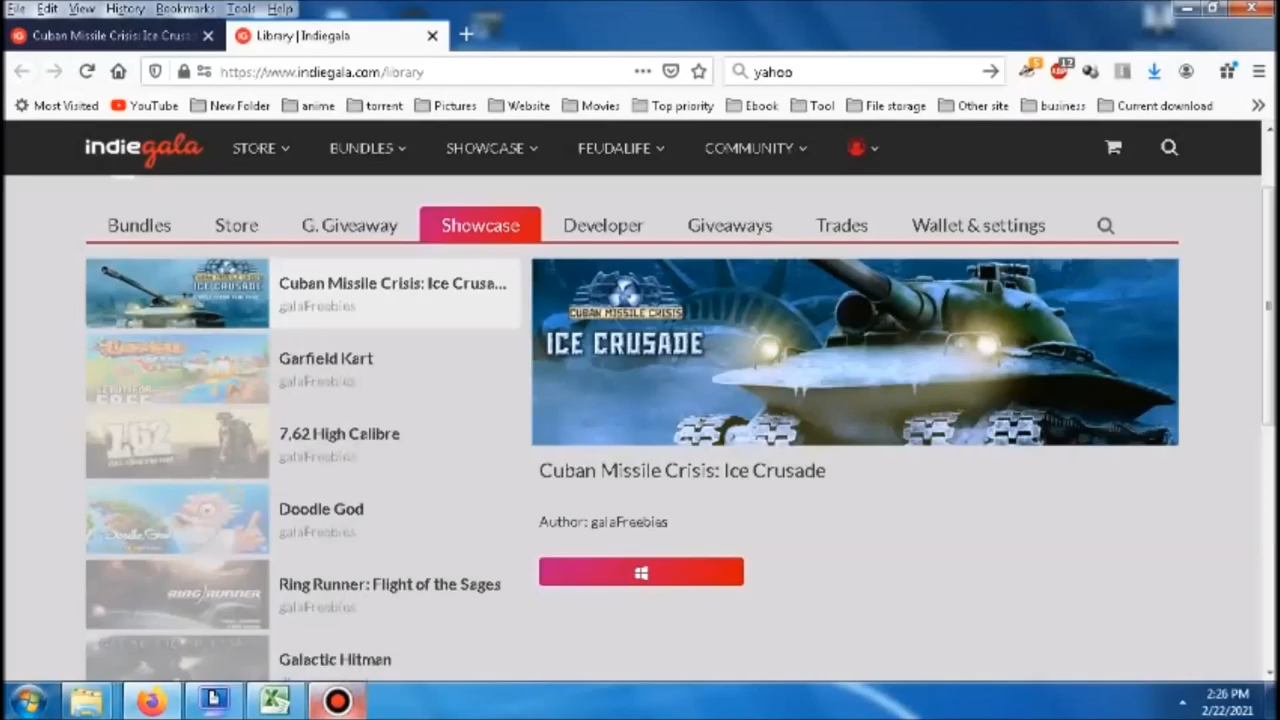 File Edit View History Bookmarks Tools Help
Cuban Missile Crisis: Ice Crusa
Library | Indiegala
https://www.indiegala.com/library
yahoo
5
12
Most Visited YouTube New Folder anime torrent Pictures Website Movies Top priority Ebook Tool File storage Other site business Current download
indiegala STORE BUNDLES SHOWCASE FEUDALIFE COMMUNITY
Bundles Store G. Giveaway Showcase Developer Giveaways Trades Wallet & settings
Cuban Missile Crisis: Ice Crusa...
galaFreebies
Garfield Kart
galaFreebies
7,62 High Calibre
galaFreebies
Doodle God
galaFreebies
Ring Runner: Flight of the Sages
galaFreebies
Galactic Hitman
CUBAN MISSILE CRISIS
ICE CRUSADE
Cuban Missile Crisis: Ice Crusade
Author: galaFreebies
2:26 PM
2/22/2021